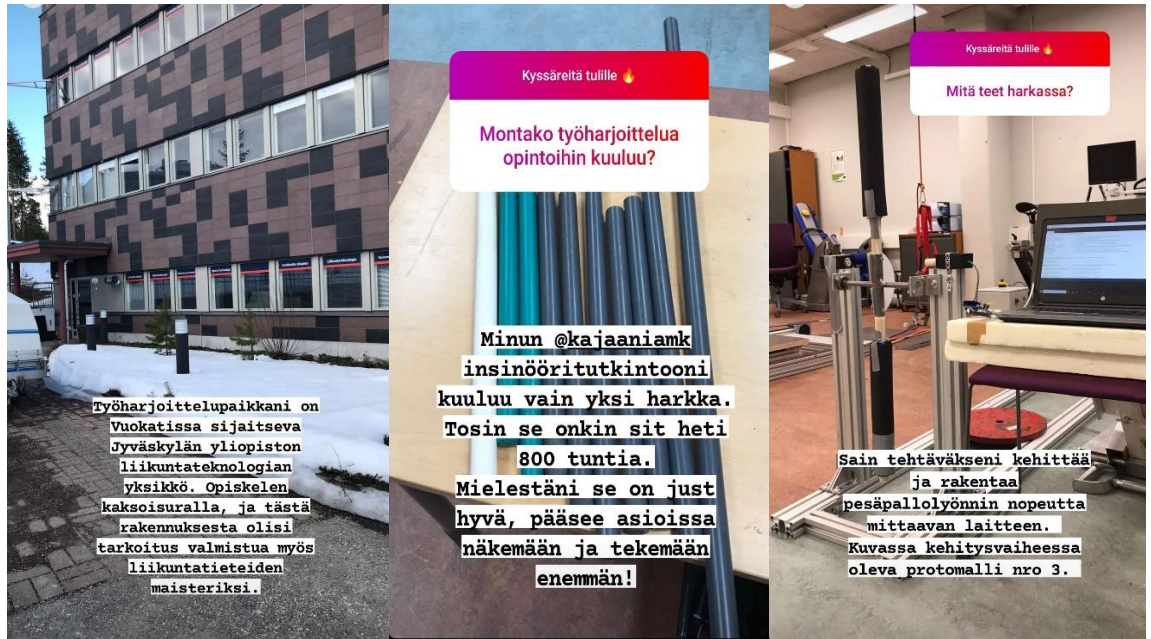 Työharjoittelupaikkani on
Vuokatissa sijaitseva
Jyväskylän yliopiston
liikuntateknologian
yksikkö. Opiskelen
kaksoisuralla, ja tästä
rakennuksesta olisi
tarkoitus valmistua myös
liikuntatieteiden
maisteriksi.
Kyssäreitä tulille 🔥
Montako työharjoittelua
opintoihin kuuluu?
Minun @kajaaniamk
insinööritutkintooni
kuuluu vain yksi harkka.
Tosin se onkin sit heti
800 tuntia.
Mielestäni se on just
hyvä, pääsee asioissa
näkemään ja tekemään
enemmän!
Kyssäreitä tulille 🔥
Mitä teet harkassa?
Sain tehtäväkseni kehittää
ja rakentaa
pesäpallolyönnin nopeutta
mittaavan laitteen.
Kuvassa kehitysvaiheessa
oleva protomalli nro 3.